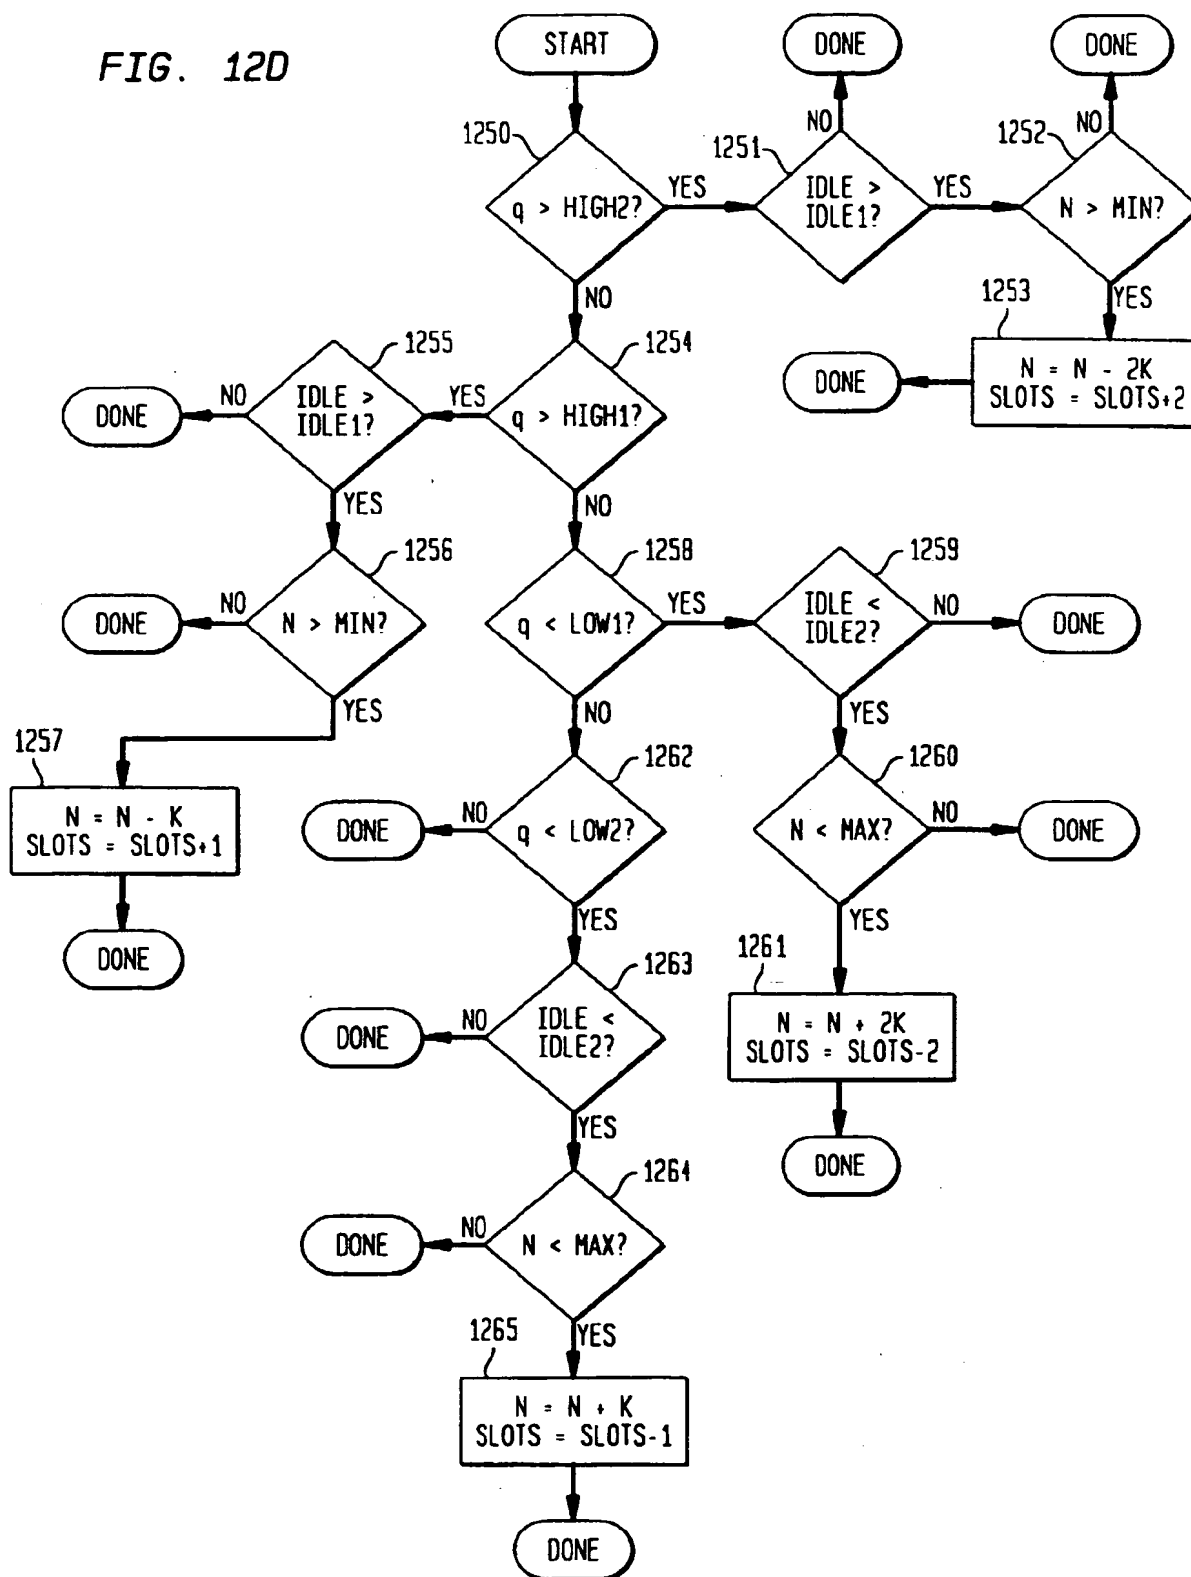 FIG. 12D
START
DONE
DONE
1250
q > HIGH2?
YES
NO
1251
IDLE >
IDLE1?
NO
YES
1252
N > MIN?
NO
YES
1253
N = N - 2K
SLOTS = SLOTS+2
DONE
1254
q > HIGH1?
YES
NO
1255
IDLE >
IDLE1?
NO
DONE
YES
1256
N > MIN?
NO
DONE
YES
1257
N = N - K
SLOTS = SLOTS+1
DONE
1258
q < LOW1?
YES
NO
1259
IDLE <
IDLE2?
NO
DONE
YES
1260
N < MAX?
NO
DONE
YES
1261
N = N + 2K
SLOTS = SLOTS-2
DONE
1262
q < LOW2?
NO
DONE
YES
1263
IDLE <
IDLE2?
NO
DONE
YES
1264
N < MAX?
NO
DONE
YES
1265
N = N + K
SLOTS = SLOTS-1
DONE